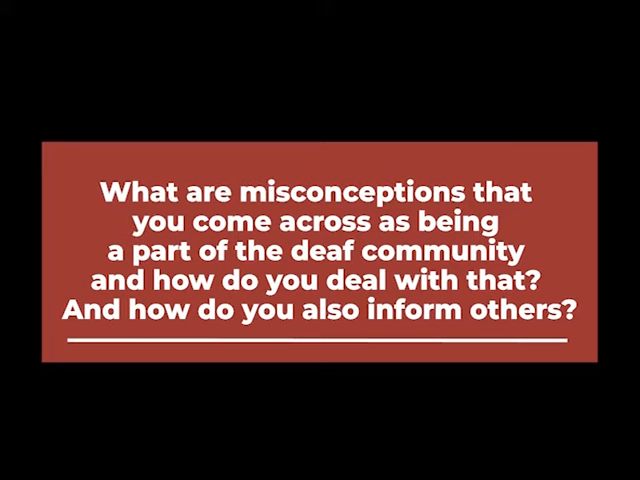 What are misconceptions that
you come across as being
a part of the deaf community
and how do you deal with that?
And how do you also inform others?